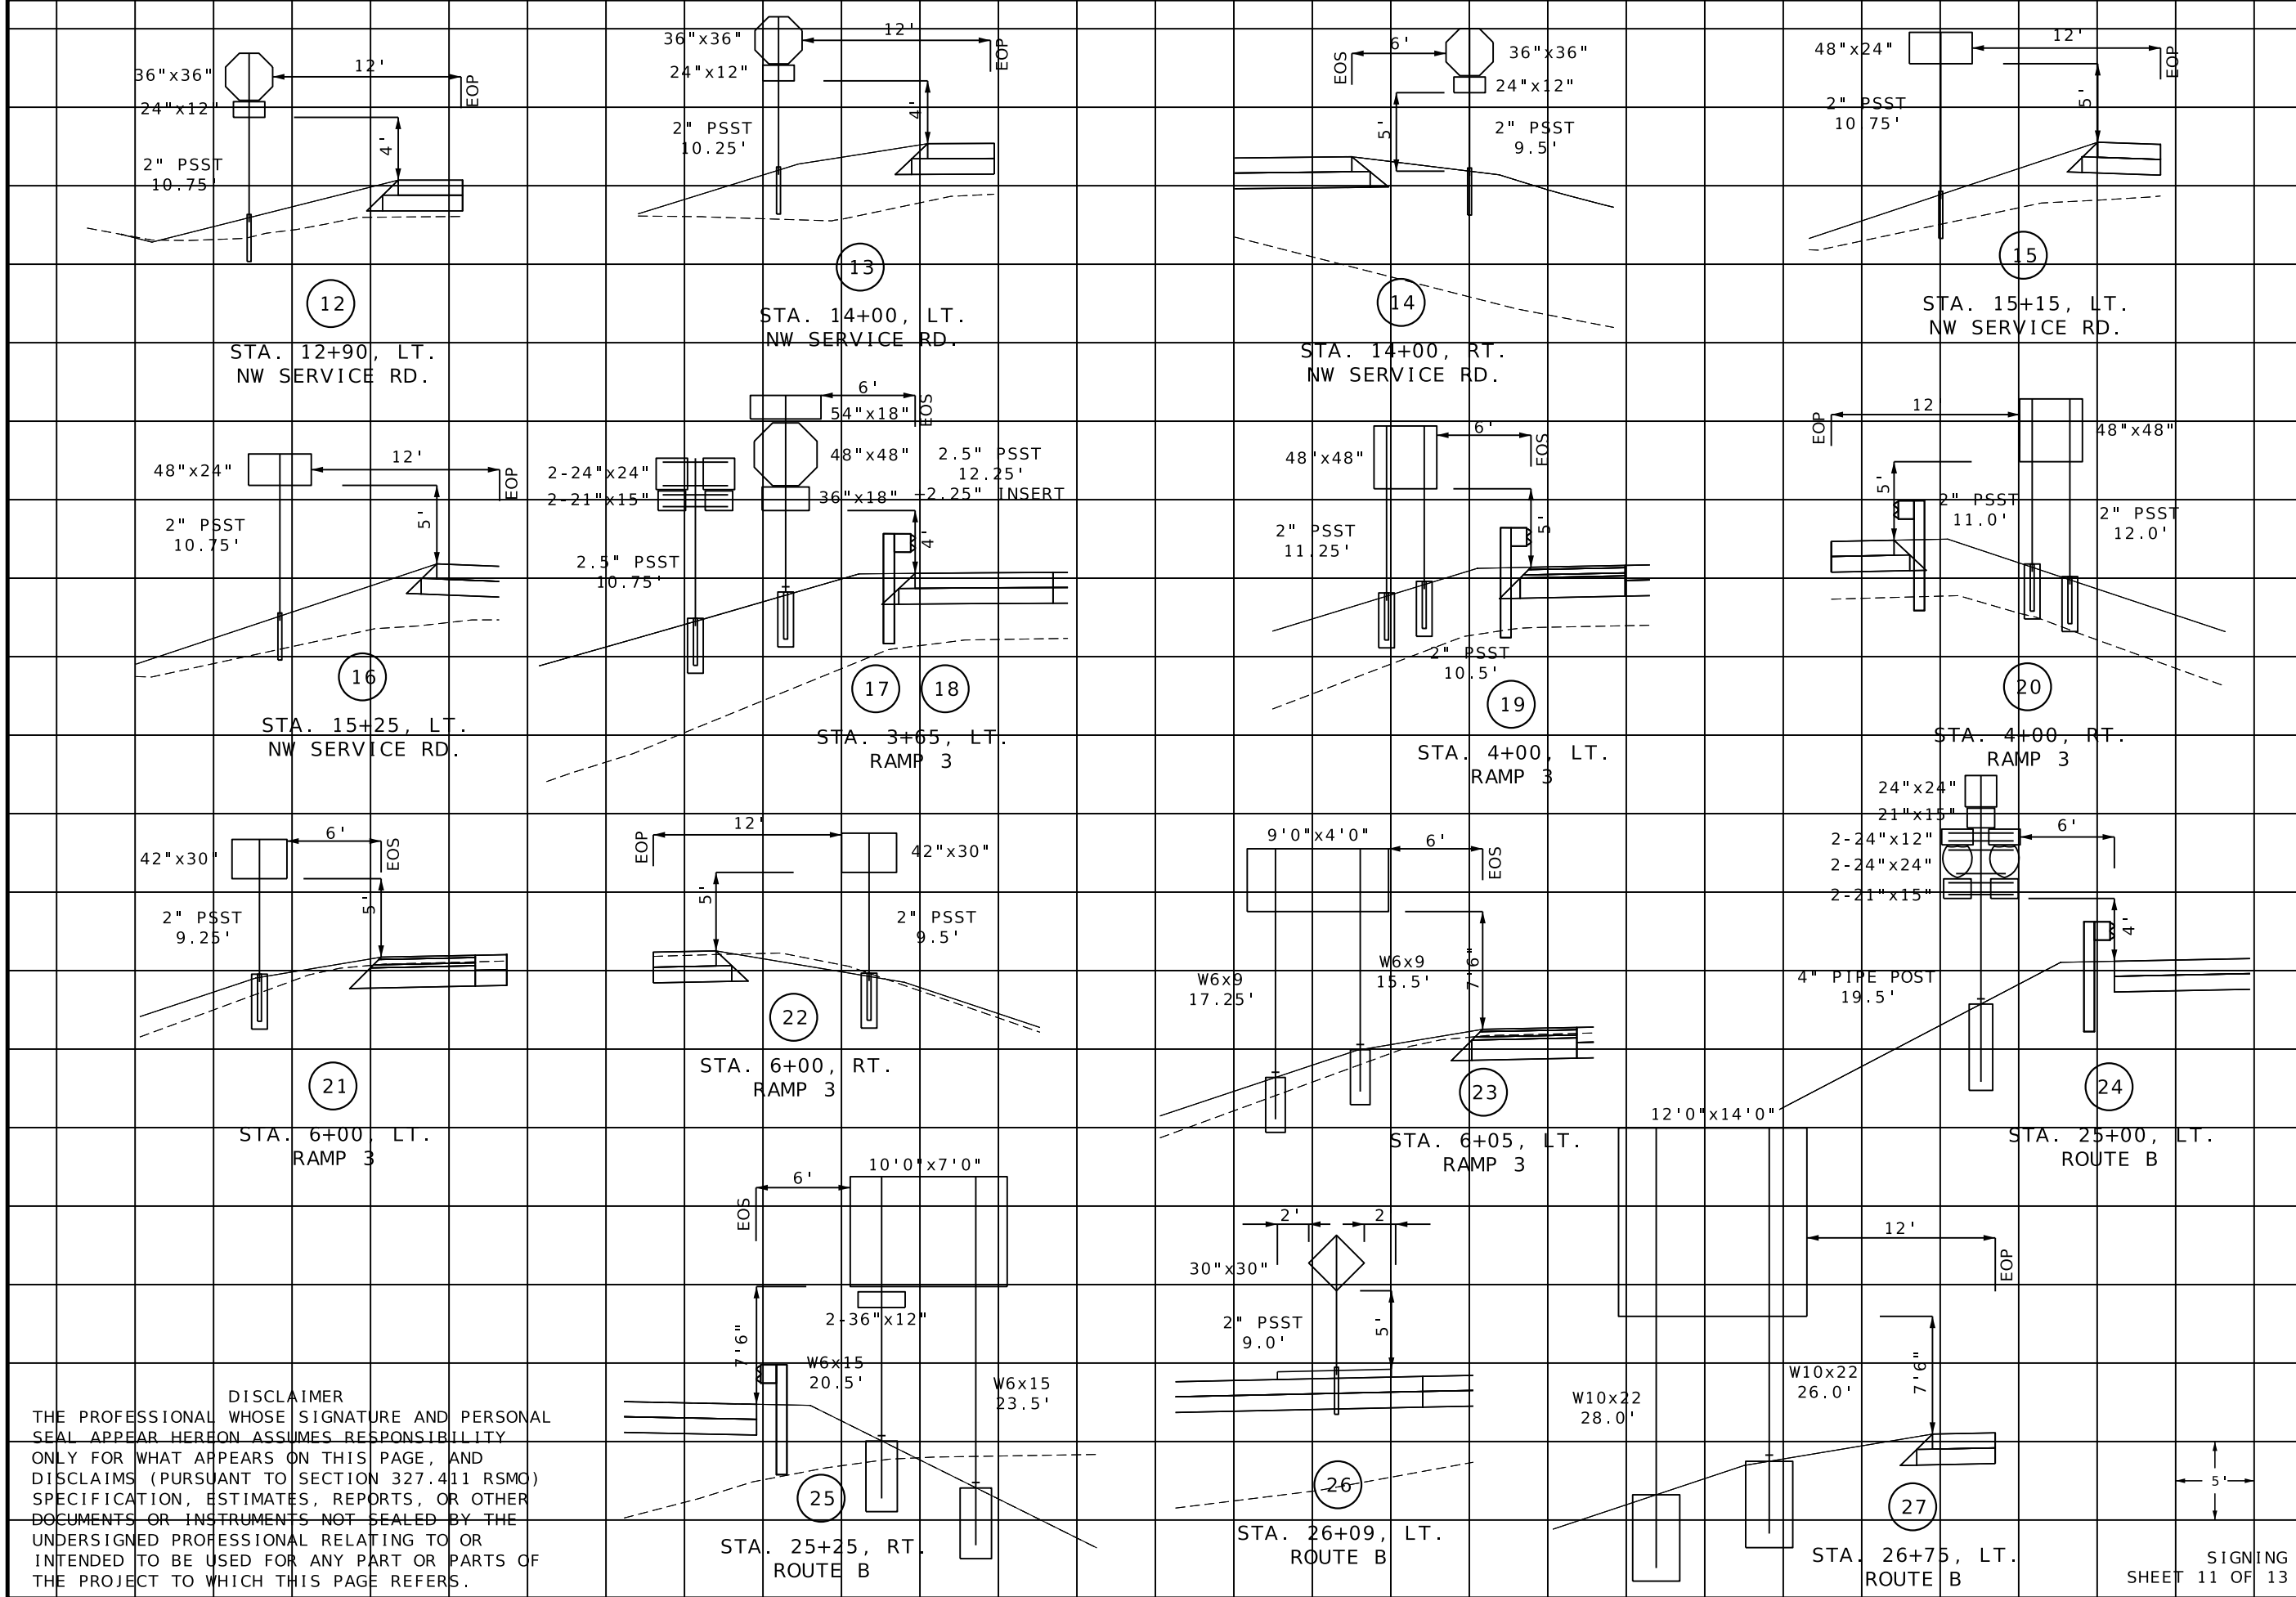 36"x36"
24"x12'
12'
EOP
4'
2" PSST
10.75'
12
STA. 12+90, LT.
NW SERVICE RD.
36"x36"
24"x12"
12'
EOP
4'
2" PSST
10.25'
13
STA. 14+00, LT.
NW SERVICE RD.
EOS
6'
36"x36"
24"x12"
5'
2" PSST
9.5'
14
STA. 14+00, RT.
NW SERVICE RD.
48"x24"
12'
EOP
5'
2" PSST
10 75'
15
STA. 15+15, LT.
NW SERVICE RD.
48"x24"
12'
EOP
5'
2" PSST
10.75'
16
STA. 15+25, LT.
NW SERVICE RD.
6'
EOS
54"x18"
48"x48"
36"x18"
2-24"x24"
2-21"x15"
2.5" PSST
12.25'
-2.25" INSERT
4'
2.5" PSST
10.75'
17
18
STA. 3+65, LT.
RAMP 3
48'x48"
6'
EOS
5'
2" PSST
11.25'
2" PSST
10.5'
19
STA. 4+00, LT.
RAMP 3
EOP
12
48"x48"
5'
2" PSST
11.0'
2" PSST
12.0'
20
STA. 4+00, RT.
RAMP 3
42"x30'
6'
EOS
5'
2" PSST
9.25'
21
STA. 6+00, LT.
RAMP 3
EOP
12'
42"x30"
5'
2" PSST
9.5'
22
STA. 6+00, RT.
RAMP 3
9'0"x4'0"
6'
EOS
7'6"
W6x9
17.25'
W6x9
15.5'
23
STA. 6+05, LT.
RAMP 3
24"x24"
21"x15"
2-24"x12"
2-24"x24"
2-21"x15"
6'
4'
4" PIPE POST
19.5'
24
STA. 25+00, LT.
ROUTE B
10'0"x7'0"
6'
EOS
2-36"x12"
7'6"
W6x15
20.5'
W6x15
23.5'
25
STA. 25+25, RT.
ROUTE B
2'
2
30"x30"
5'
2" PSST
9.0'
26
STA. 26+09, LT.
ROUTE B
12'0"x14'0"
12'
EOP
7'6"
W10x22
28.0'
W10x22
26.0'
27
STA. 26+75, LT.
ROUTE B
DISCLAIMER
THE PROFESSIONAL WHOSE SIGNATURE AND PERSONAL
SEAL APPEAR HEREON ASSUMES RESPONSIBILITY
ONLY FOR WHAT APPEARS ON THIS PAGE, AND
DISCLAIMS (PURSUANT TO SECTION 327.411 RSMO)
SPECIFICATION, ESTIMATES, REPORTS, OR OTHER
DOCUMENTS OR INSTRUMENTS NOT SEALED BY THE
UNDERSIGNED PROFESSIONAL RELATING TO OR
INTENDED TO BE USED FOR ANY PART OR PARTS OF
THE PROJECT TO WHICH THIS PAGE REFERS.
5'
SIGNING
SHEET 11 OF 13